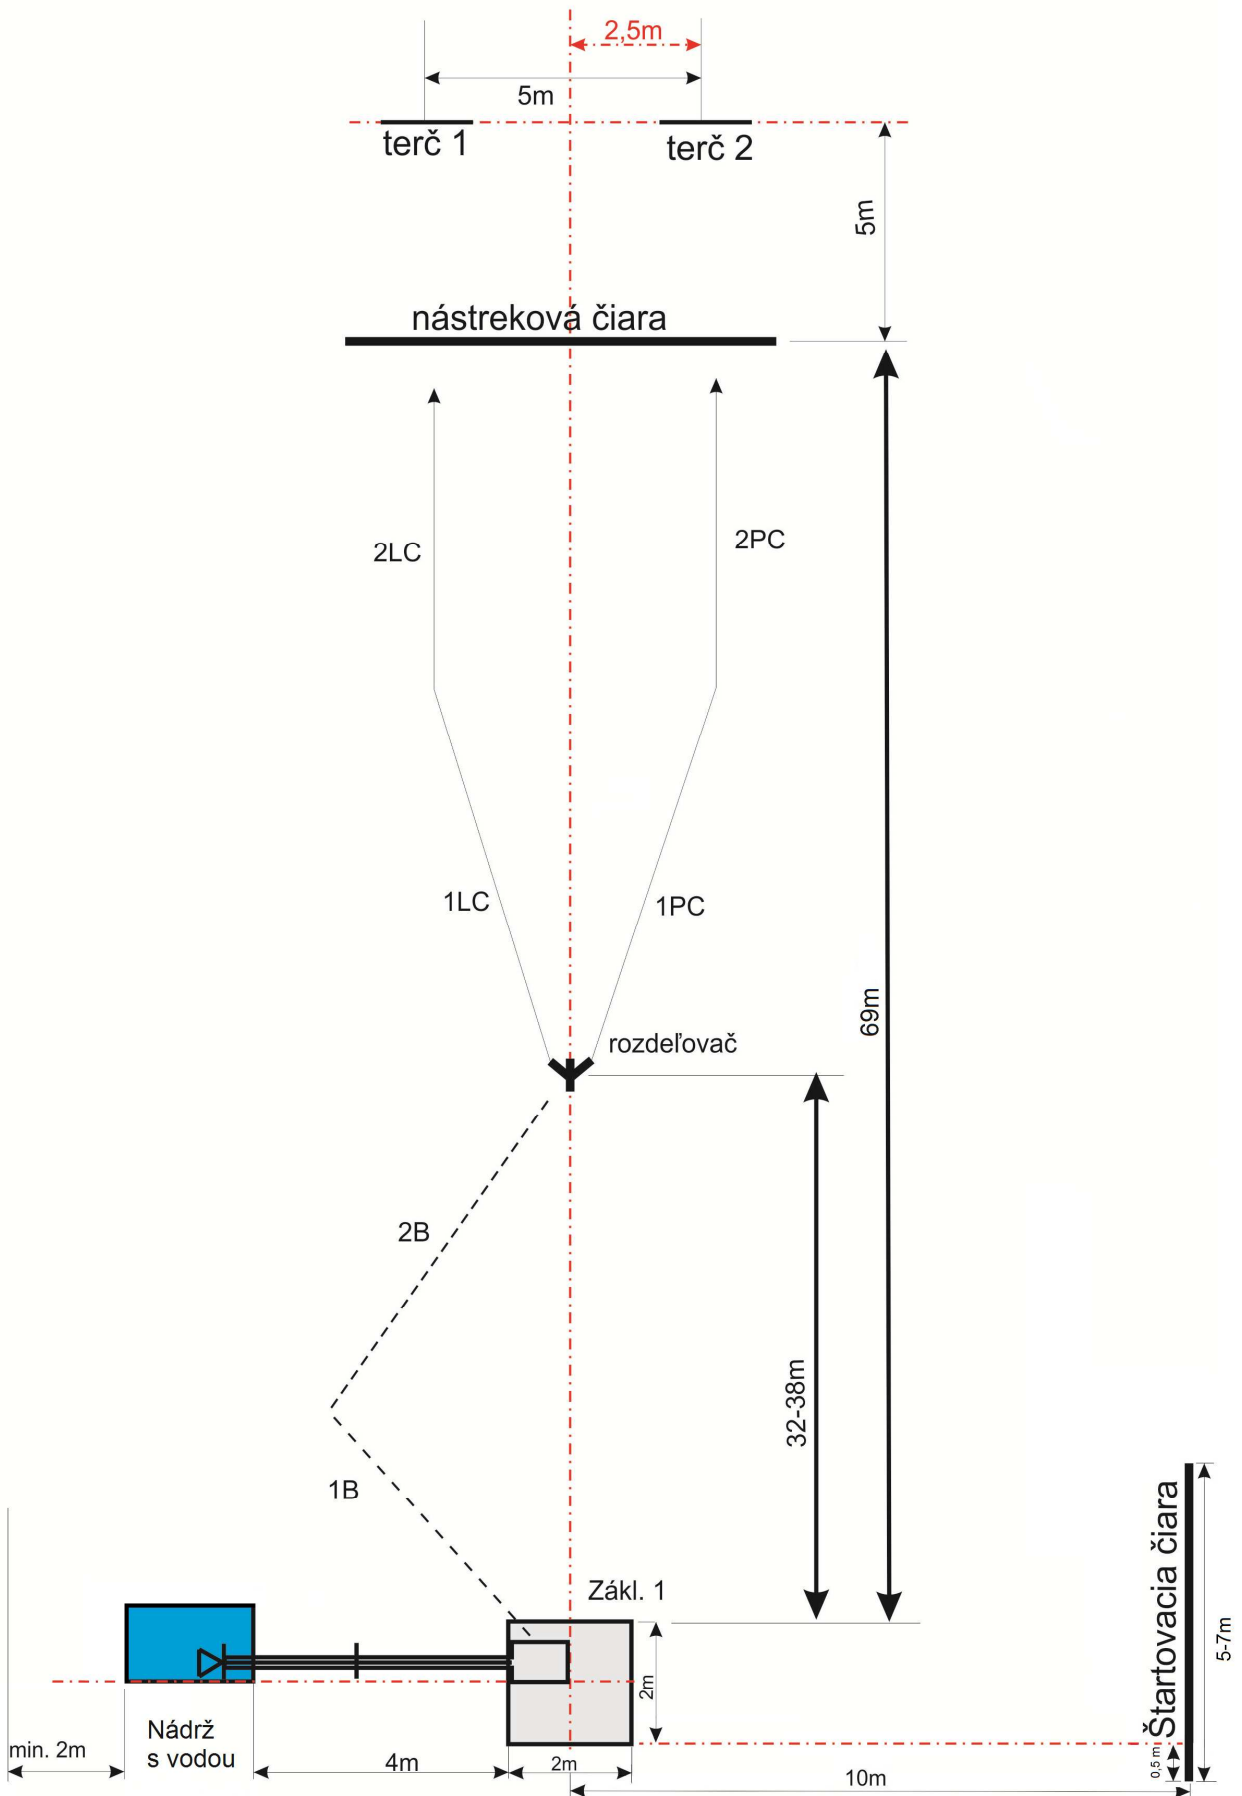 2,5m
5m
terč 1
terč 2
5m
nástreková čiara
2LC
2PC
1LC
1PC
69m
rozdeľovač
2B
32-38m
1B
Zákl. 1
Štartovacia čiara
5-7m
2m
Nádrž
s vodou
min. 2m
4m
2m
0,5 m
10m